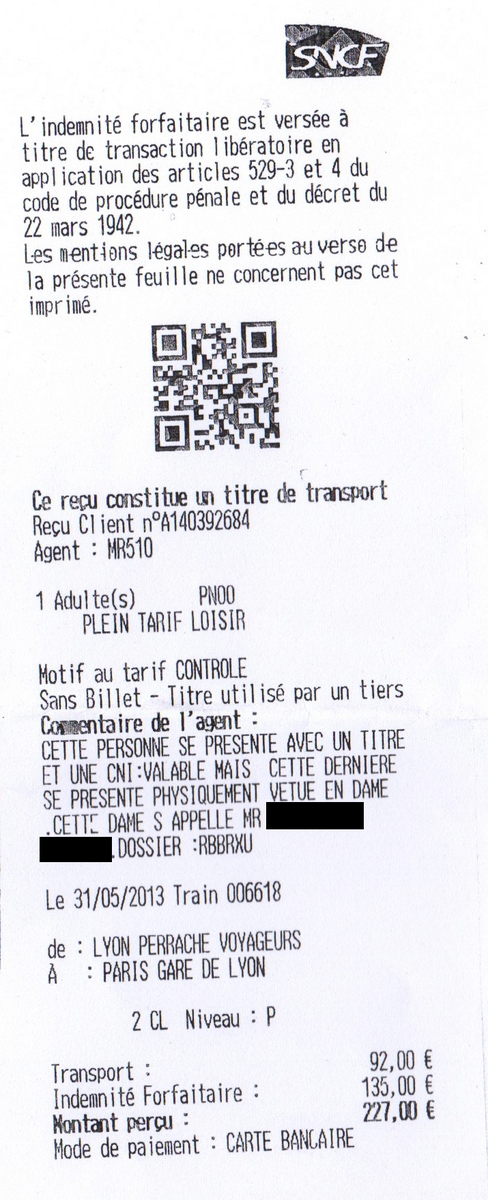 SNCF
L'indemnité forfaitaire est versée à
titre de transaction libératoire en
application des articles 529-3 et 4 du
code de procédure pénale et du décret du
22 mars 1942.
Les mentions légales portées au verso de
la présente feuille ne concernent pas cet
imprimé.
Ce reçu constitue un titre de transport
Reçu Client n°A140392684
Agent : MR510
1 Adulte(s) PN00
PLEIN TARIF LOISIR
Motif au tarif CONTROLE
Sans Billet - Titre utilisé par un tiers
Commentaire de l'agent :
CETTE PERSONNE SE PRESENTE AVEC UN TITRE
ET UNE CNI:VALABLE MAIS CETTE DERNIERE
SE PRESENTE PHYSIQUEMENT VETUE EN DAME
.CETTE DAME S APPELLE MR
.DOSSIER :RBBRXU
Le 31/05/2013 Train 006618
de : LYON PERRACHE VOYAGEURS
À : PARIS GARE DE LYON
2 CL Niveau : P
Transport : 92,00 €
Indemnité Forfaitaire : 135,00 €
Montant perçu : 227,00 €
Mode de paiement : CARTE BANCAIRE